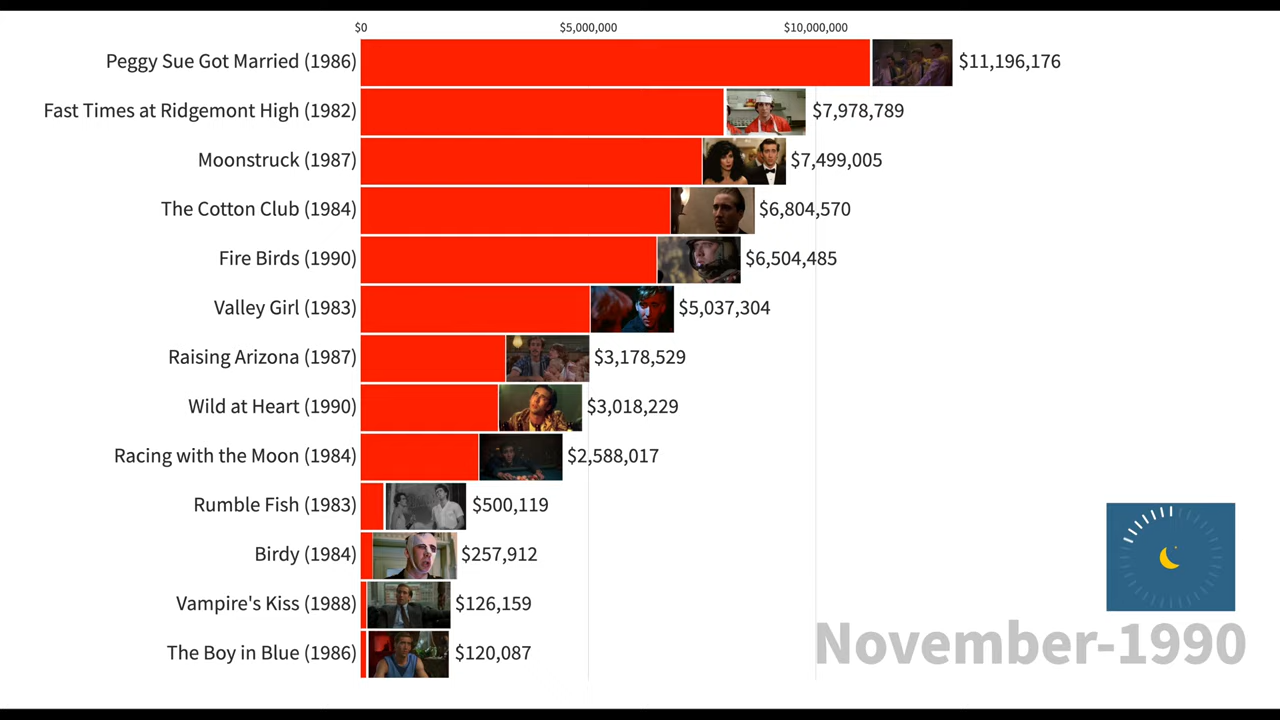 $0 $5,000,000 $10,000,000
Peggy Sue Got Married (1986) $11,196,176
Fast Times at Ridgemont High (1982) $7,978,789
Moonstruck (1987) $7,499,005
The Cotton Club (1984) $6,804,570
Fire Birds (1990) $6,504,485
Valley Girl (1983) $5,037,304
Raising Arizona (1987) $3,178,529
Wild at Heart (1990) $3,018,229
Racing with the Moon (1984) $2,588,017
Rumble Fish (1983) $500,119
Birdy (1984) $257,912
Vampire's Kiss (1988) $126,159
The Boy in Blue (1986) $120,087
November-1990